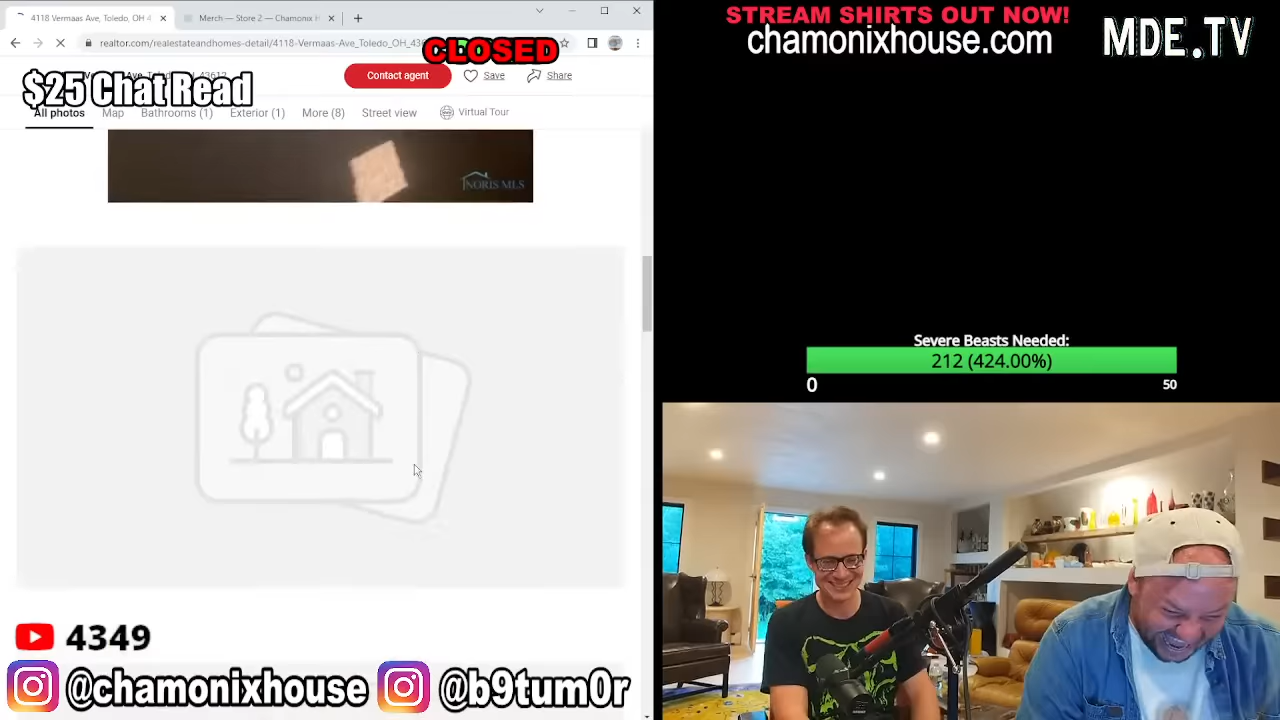 4118 Vermaas Ave, Toledo, OH 4
Merch — Store 2 — Chamonix H
realtor.com/realestateandhomes-detail/4118-Vermaas-Ave_Toledo_OH_436
CLOSED
$25 Chat Read
Contact agent
Save
Share
All photos
Map
Bathrooms (1)
Exterior (1)
More (8)
Street view
Virtual Tour
NORIS MLS
4349
@chamonixhouse
@b9tum0r
STREAM SHIRTS OUT NOW!
chamonixhouse.com
MDE.TV
Severe Beasts Needed:
212 (424.00%)
0
50